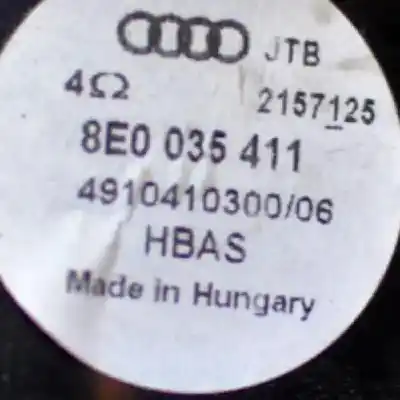 JTB
4Ω 2157125
8E0 035 411
4910410300/06
HBAS
Made in Hungary